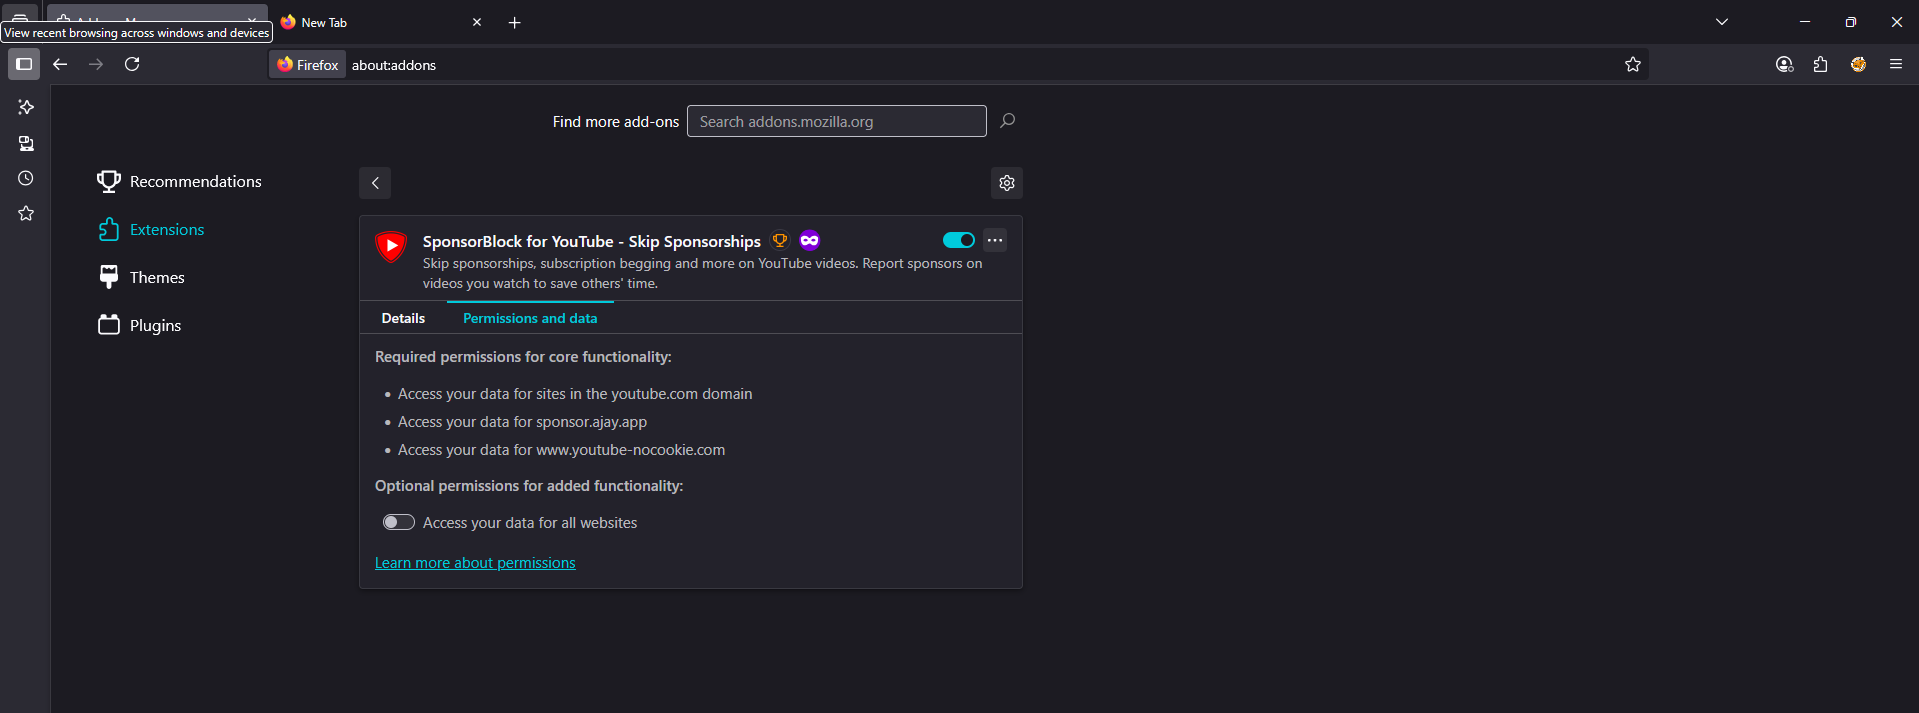 New Tab
View recent browsing across windows and devices
Firefox about:addons
Find more add-ons Search addons.mozilla.org
Recommendations
Extensions
Themes
Plugins
SponsorBlock for YouTube - Skip Sponsorships
Skip sponsorships, subscription begging and more on YouTube videos. Report sponsors on
videos you watch to save others' time.
Details Permissions and data
Required permissions for core functionality:
• Access your data for sites in the youtube.com domain
• Access your data for sponsor.ajay.app
• Access your data for www.youtube-nocookie.com
Optional permissions for added functionality:
Access your data for all websites
Learn more about permissions